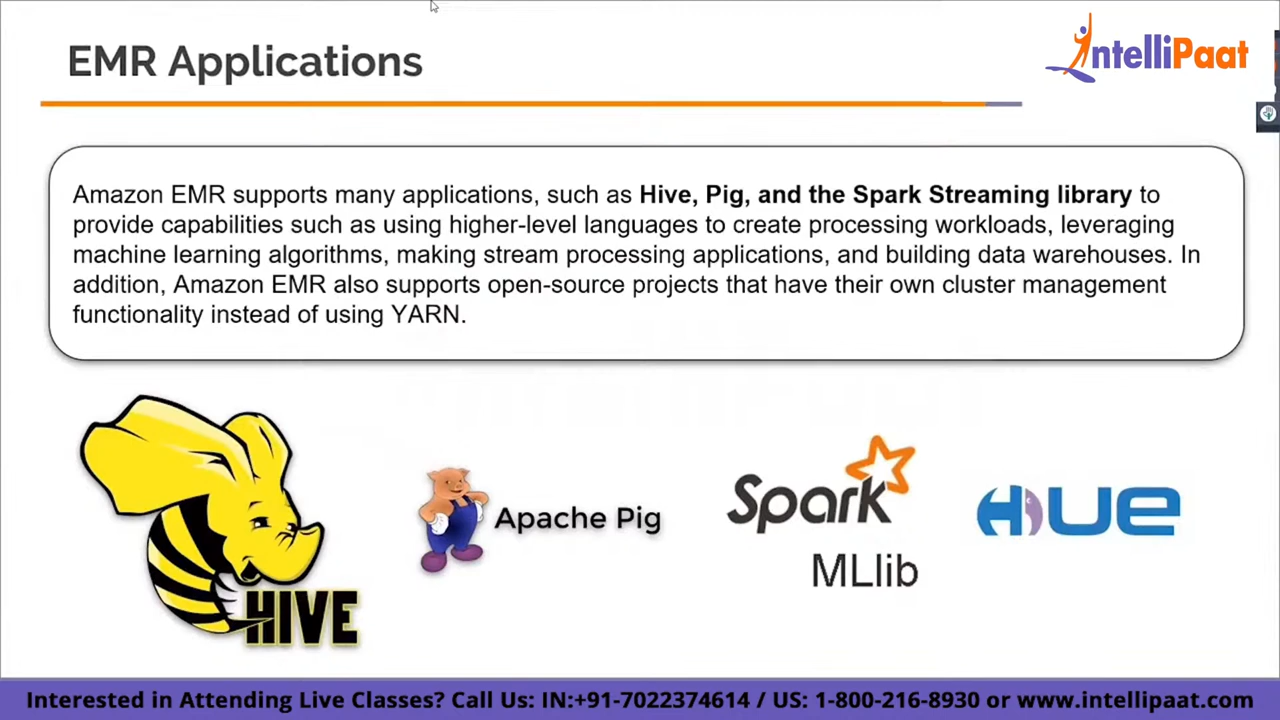 EMR Applications
IntelliPaat
Amazon EMR supports many applications, such as Hive, Pig, and the Spark Streaming library to
provide capabilities such as using higher-level languages to create processing workloads, leveraging
machine learning algorithms, making stream processing applications, and building data warehouses. In
addition, Amazon EMR also supports open-source projects that have their own cluster management
functionality instead of using YARN.
HIVE
Apache Pig
Spark
MLlib
HUE
Interested in Attending Live Classes? Call Us: IN:+91-7022374614 / US: 1-800-216-8930 or www.intellipaat.com